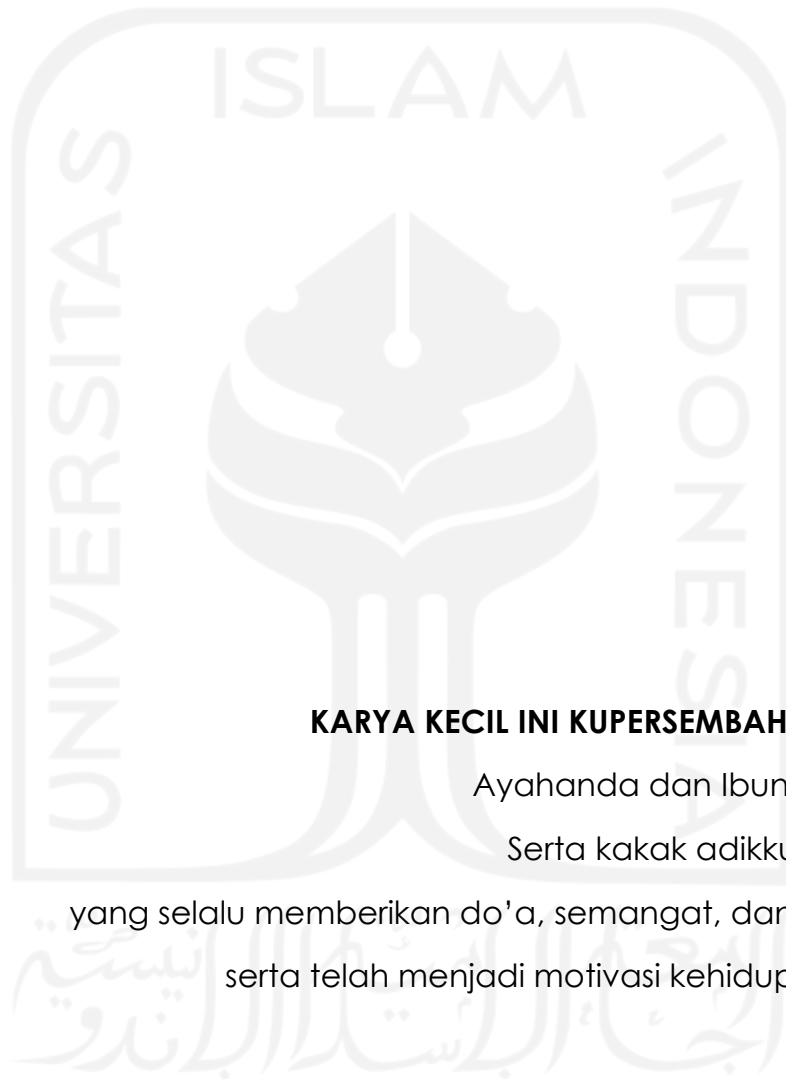 ISLAM
UNIVERSITAS
INDONESIA
KARYA KECIL INI KUPERSEMBAH
Ayahanda dan Ibun
Serta kakak adikku
yang selalu memberikan do’a, semangat, dan
serta telah menjadi motivasi kehidup